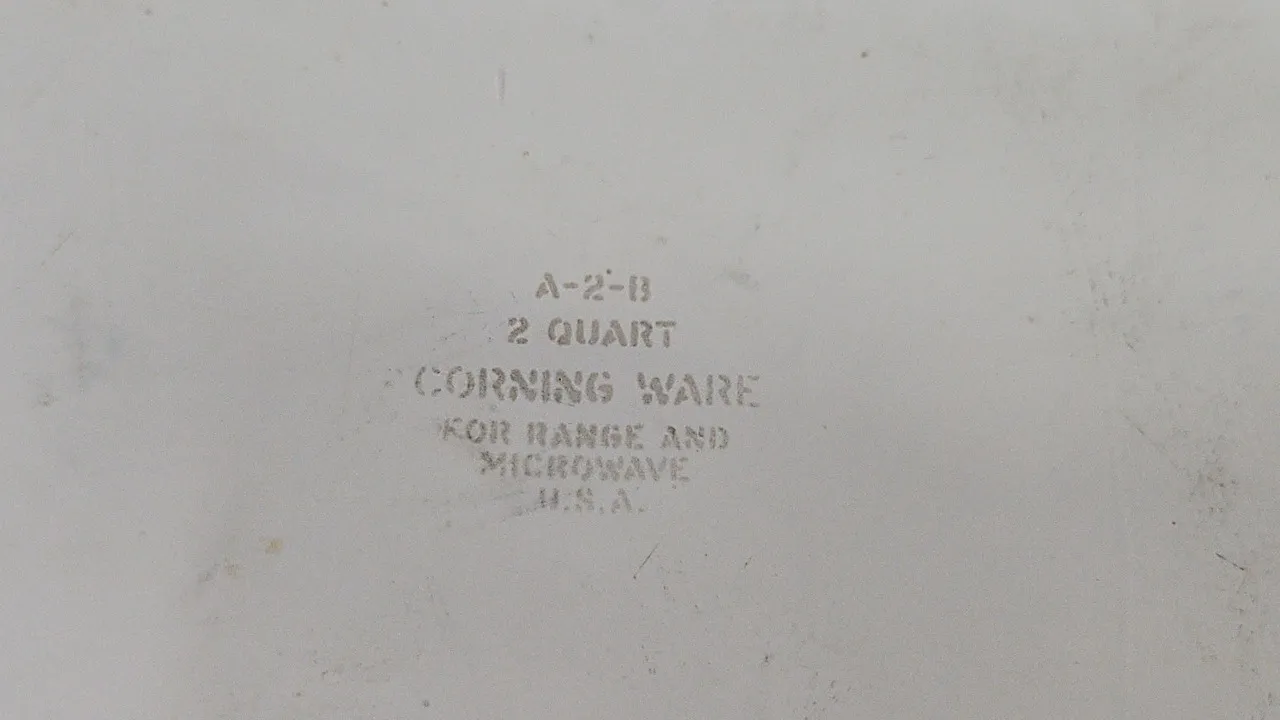 A-2-B
2 QUART
CORNING WARE
FOR RANGE AND
MICROWAVE
U.S.A.